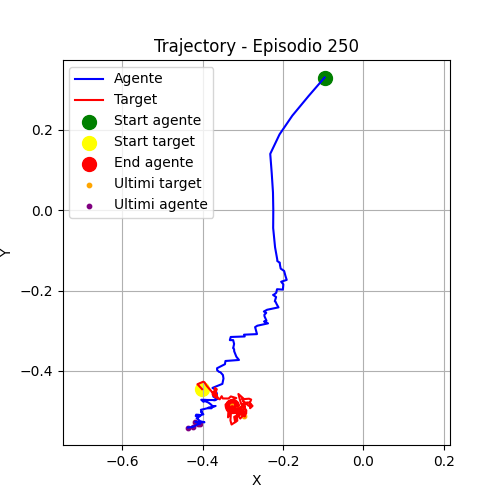 Trajectory - Episodio 250
Agente
Target
Start agente
Start target
End agente
Ultimi target
Ultimi agente
Y
0.2
0.0
−0.2
−0.4
−0.6
−0.4
−0.2
0.0
0.2
X